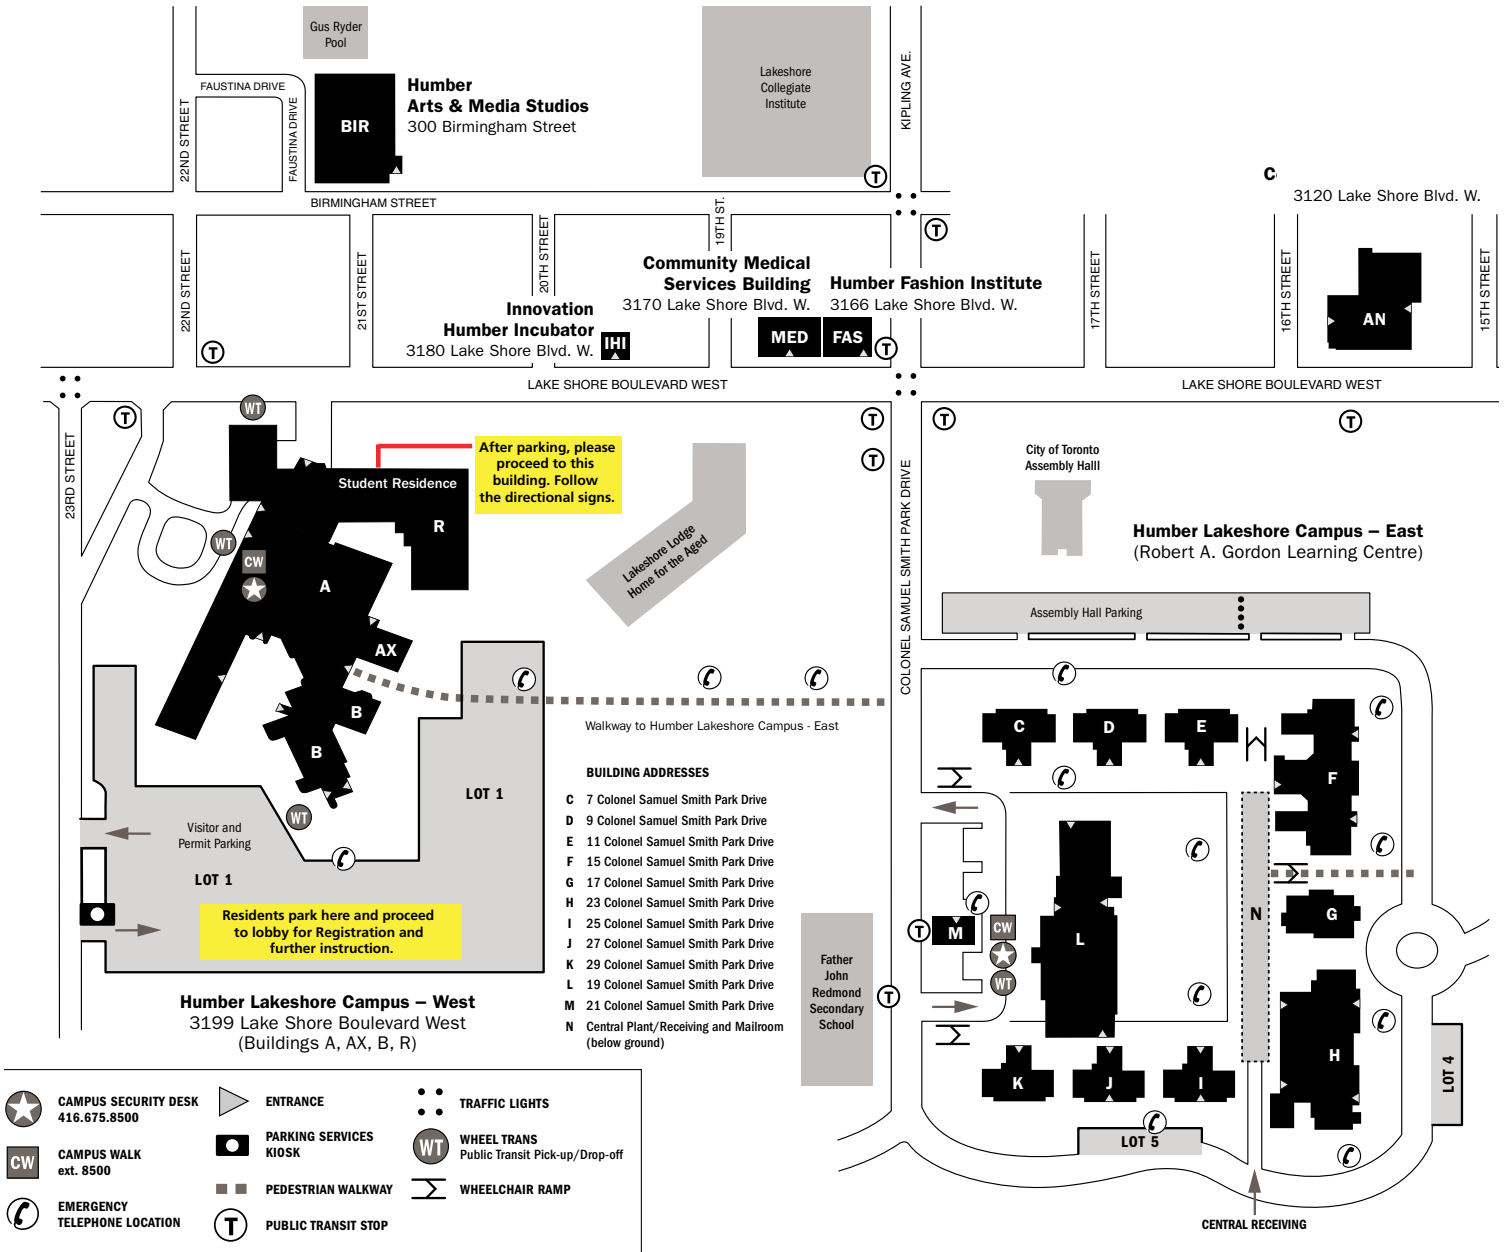 Gus Ryder
Pool
FAUSTINA DRIVE
FAUSTINA DRIVE
22ND STREET
BIR
Humber
Arts & Media Studios
300 Birmingham Street
Lakeshore
Collegiate
Institute
KIPLING AVE.
T
BIRMINGHAM STREET
3120 Lake Shore Blvd. W.
22ND STREET
21ST STREET
20TH STREET
19TH ST.
T
17TH STREET
16TH STREET
15TH STREET
Community Medical
Services Building
3170 Lake Shore Blvd. W.
Humber Fashion Institute
3166 Lake Shore Blvd. W.
Innovation
Humber Incubator
3180 Lake Shore Blvd. W.
IHI
MED
FAS
AN
T
T
LAKE SHORE BOULEVARD WEST
LAKE SHORE BOULEVARD WEST
23RD STREET
T
WT
T
T
T
T
After parking, please
proceed to this
building. Follow
the directional signs.
Student Residence
R
WT
CW
A
AX
B
B
WT
Lakeshore Lodge
Home for the Aged
COLONEL SAMUEL SMITH PARK DRIVE
City of Toronto
Assembly Halll
Humber Lakeshore Campus – East
(Robert A. Gordon Learning Centre)
Assembly Hall Parking
Walkway to Humber Lakeshore Campus - East
LOT 1
Visitor and
Permit Parking
LOT 1
Residents park here and proceed
to lobby for Registration and
further instruction.
Humber Lakeshore Campus – West
3199 Lake Shore Boulevard West
(Buildings A, AX, B, R)
BUILDING ADDRESSES
C 7 Colonel Samuel Smith Park Drive
D 9 Colonel Samuel Smith Park Drive
E 11 Colonel Samuel Smith Park Drive
F 15 Colonel Samuel Smith Park Drive
G 17 Colonel Samuel Smith Park Drive
H 23 Colonel Samuel Smith Park Drive
I 25 Colonel Samuel Smith Park Drive
J 27 Colonel Samuel Smith Park Drive
K 29 Colonel Samuel Smith Park Drive
L 19 Colonel Samuel Smith Park Drive
M 21 Colonel Samuel Smith Park Drive
N Central Plant/Receiving and Mailroom
(below ground)
Father
John
Redmond
Secondary
School
T
T
C
D
E
F
G
H
I
J
K
L
M
N
CW
WT
LOT 4
LOT 5
CENTRAL RECEIVING
CAMPUS SECURITY DESK
416.675.8500
CW
CAMPUS WALK
ext. 8500
EMERGENCY
TELEPHONE LOCATION
ENTRANCE
PARKING SERVICES
KIOSK
PEDESTRIAN WALKWAY
T
PUBLIC TRANSIT STOP
TRAFFIC LIGHTS
WT
WHEEL TRANS
Public Transit Pick-up/Drop-off
WHEELCHAIR RAMP